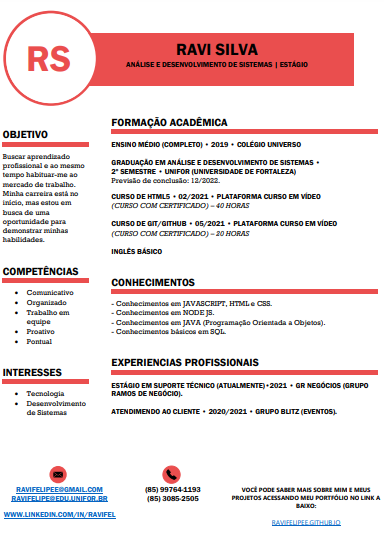 RS
RAVI SILVA
ANÁLISE E DESENVOLVIMENTO DE SISTEMAS | ESTÁGIO
OBJETIVO
Buscar aprendizado
profissional e ao mesmo
tempo habituar-me ao
mercado de trabalho.
Minha carreira está no
início, mas estou em
busca de uma
oportunidade para
demonstrar minhas
habilidades.
COMPETÊNCIAS
• Comunicativo
• Organizado
• Trabalho em
equipe
• Proativo
• Pontual
INTERESSES
• Tecnologia
• Desenvolvimento
de Sistemas
FORMAÇÃO ACADÊMICA
ENSINO MÉDIO (COMPLETO) • 2019 • COLÉGIO UNIVERSO
GRADUAÇÃO EM ANÁLISE E DESENVOLVIMENTO DE SISTEMAS •
2° SEMESTRE • UNIFOR (UNIVERSIDADE DE FORTALEZA)
Previsão de conclusão: 12/2022.
CURSO DE HTML5 • 02/2021 • PLATAFORMA CURSO EM VÍDEO
(CURSO COM CERTIFICADO) – 40 HORAS
CURSO DE GIT/GITHUB • 05/2021 • PLATAFORMA CURSO EM VÍDEO
(CURSO COM CERTIFICADO) – 20 HORAS
INGLÊS BÁSICO
CONHECIMENTOS
- Conhecimentos em JAVASCRIPT, HTML e CSS.
- Conhecimentos em NODE JS.
- Conhecimentos em JAVA (Programação Orientada a Objetos).
- Conhecimentos básicos em SQL.
EXPERIENCIAS PROFISSIONAIS
ESTÁGIO EM SUPORTE TÉCNICO (ATUALMENTE)•2021 • GR NEGÓCIOS (GRUPO
RAMOS DE NEGÓCIO).
ATENDIMENDO AO CLIENTE • 2020/2021 • GRUPO BLITZ (EVENTOS).
RAVIFELIPEE@GMAIL.COM
RAVIFELIPE@EDU.UNIFOR.BR
WWW.LINKEDIN.COM/IN/RAVIFEL
(85) 99764-1193
(85) 3085-2505
VOCÊ PODE SABER MAIS SOBRE MIM E MEUS
PROJETOS ACESSANDO MEU PORTFÓLIO NO LINK A
BAIXO:
RAVIFELIPEE.GITHUB.IO